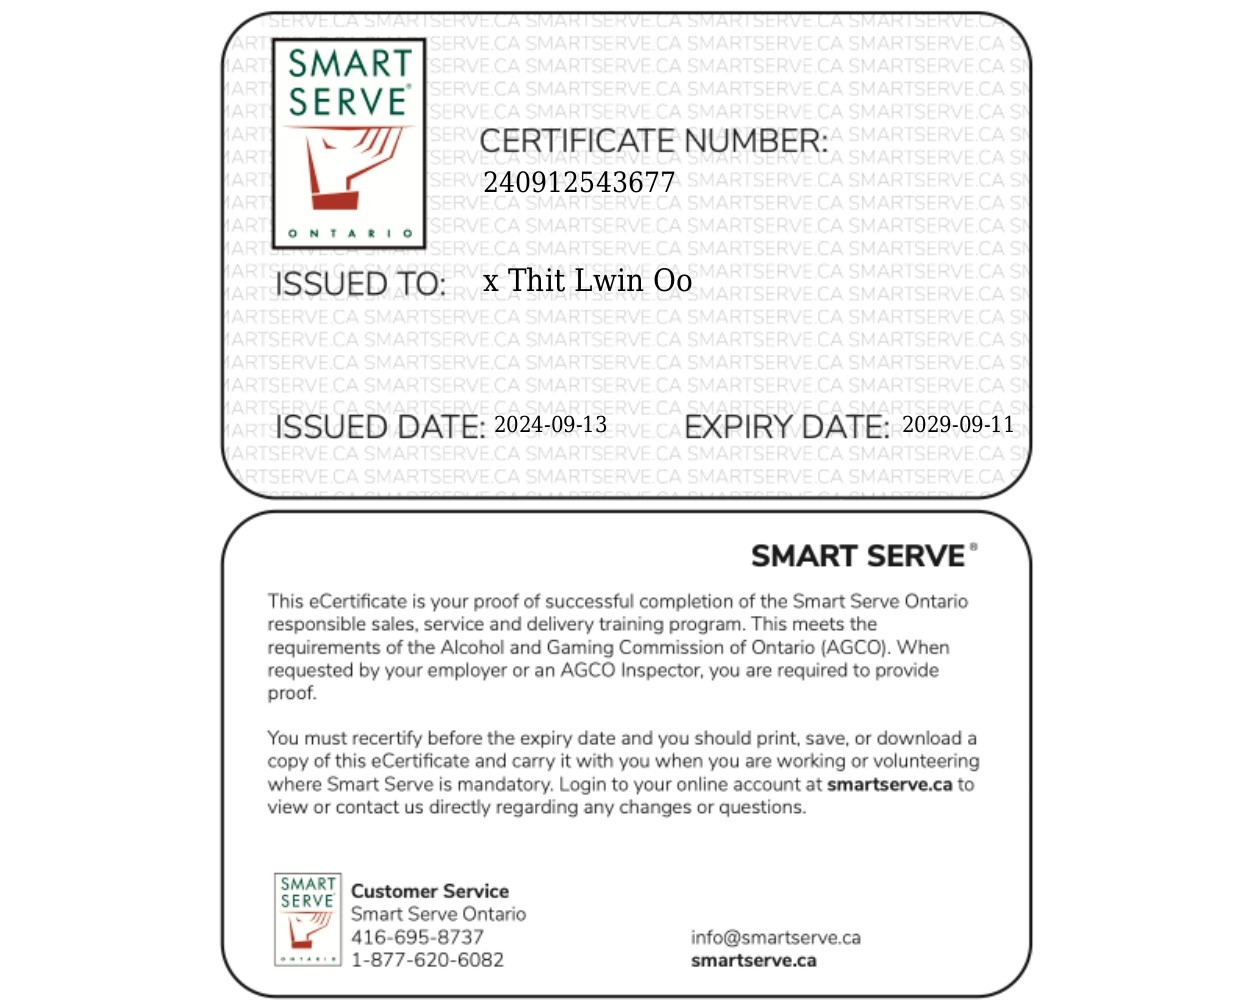 SMART
SERVE®
ONTARIO
CERTIFICATE NUMBER:
240912543677
ISSUED TO: x Thit Lwin Oo
ISSUED DATE: 2024-09-13 EXPIRY DATE: 2029-09-11
SMART SERVE®
This eCertificate is your proof of successful completion of the Smart Serve Ontario
responsible sales, service and delivery training program. This meets the
requirements of the Alcohol and Gaming Commission of Ontario (AGCO). When
requested by your employer or an AGCO Inspector, you are required to provide
proof.
You must recertify before the expiry date and you should print, save, or download a
copy of this eCertificate and carry it with you when you are working or volunteering
where Smart Serve is mandatory. Login to your online account at smartserve.ca to
view or contact us directly regarding any changes or questions.
SMART
SERVE
ONTARIO
Customer Service
Smart Serve Ontario
416-695-8737
1-877-620-6082
info@smartserve.ca
smartserve.ca